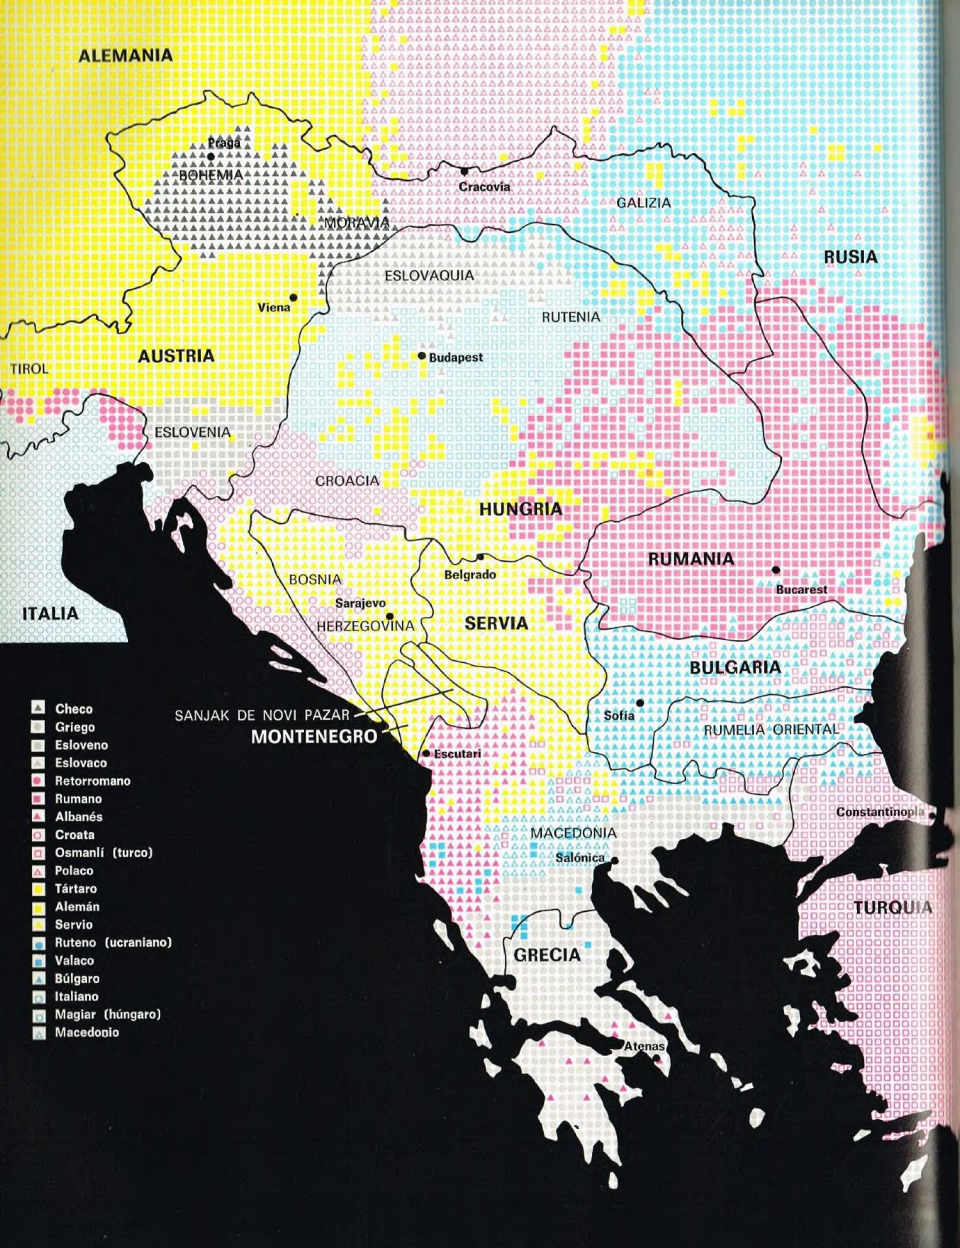 ALEMANIA
Praga
BOHEMIA
Cracovia
MORAVIA
GALIZIA
RUSIA
ESLOVAQUIA
Viena
RUTENIA
AUSTRIA
Budapest
TIROL
ESLOVENIA
CROACIA
HUNGRIA
RUMANIA
Belgrado
BOSNIA
Bucarest
Sarajevo
ITALIA
HERZEGOVINA
SERVIA
BULGARIA
SANJAK DE NOVI PAZAR
Sofía
RUMELIA ORIENTAL
MONTENEGRO
Escutari
Constantinopla
MACEDONIA
Salónica
TURQUIA
GRECIA
Atenas
Checo
Griego
Esloveno
Eslovaco
Retorromano
Rumano
Albanés
Croata
Osmanlí (turco)
Polaco
Tártaro
Alemán
Servio
Ruteno (ucraniano)
Valaco
Búlgaro
Italiano
Magiar (húngaro)
Macedonio